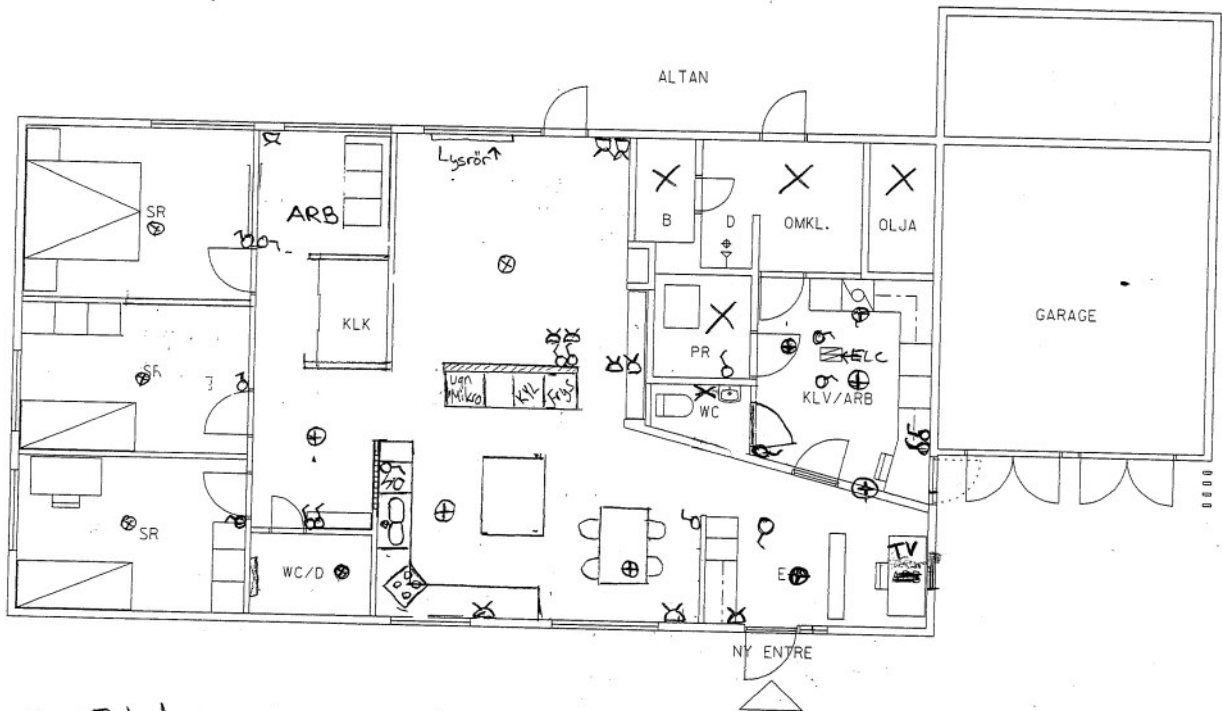 ALTAN
Lysrör
SR
ARB
B
D
OMKL.
OLJA
KLK
GARAGE
PR
ELC
SR
Ugn
Mikro
KYL
Frys
WC
KLV/ARB
SR
WC/D
E
TV
NY ENTRE